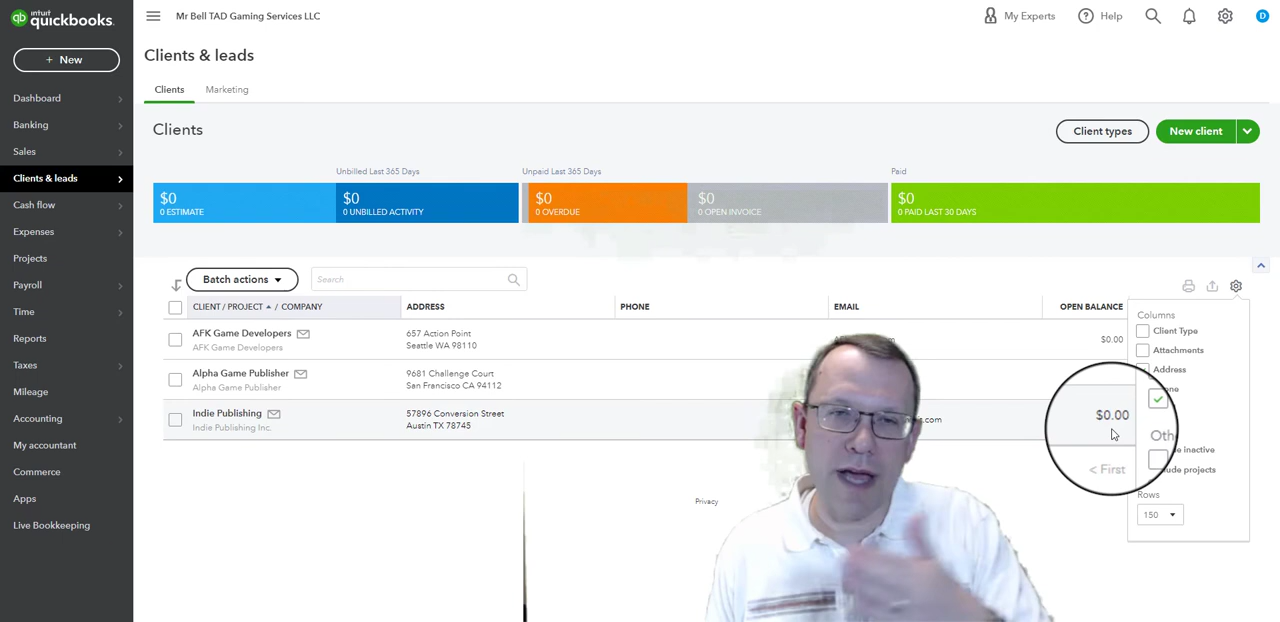 intuit
quickbooks.
Mr Bell TAD Gaming Services LLC
My Experts
Help
D
+ New
Dashboard
Banking
Sales
Clients & leads
Cash flow
Expenses
Projects
Payroll
Time
Reports
Taxes
Mileage
Accounting
My accountant
Commerce
Apps
Live Bookkeeping
Clients & leads
Clients Marketing
Clients
Client types
New client
Unbilled Last 365 Days Unpaid Last 365 Days Paid
$0 $0 $0 $0 $0
0 ESTIMATE 0 UNBILLED ACTIVITY 0 OVERDUE 0 OPEN INVOICE 0 PAID LAST 30 DAYS
Batch actions
Search
CLIENT / PROJECT / COMPANY ADDRESS PHONE EMAIL OPEN BALANCE
AFK Game Developers 657 Action Point $0.00
AFK Game Developers Seattle WA 98110
Alpha Game Publisher 9681 Challenge Court
Alpha Game Publisher San Francisco CA 94112
Indie Publishing 57896 Conversion Street $0.00
Indie Publishing Inc. Austin TX 78745
< First
Privacy
Columns
Client Type
Attachments
Address
Rows
150